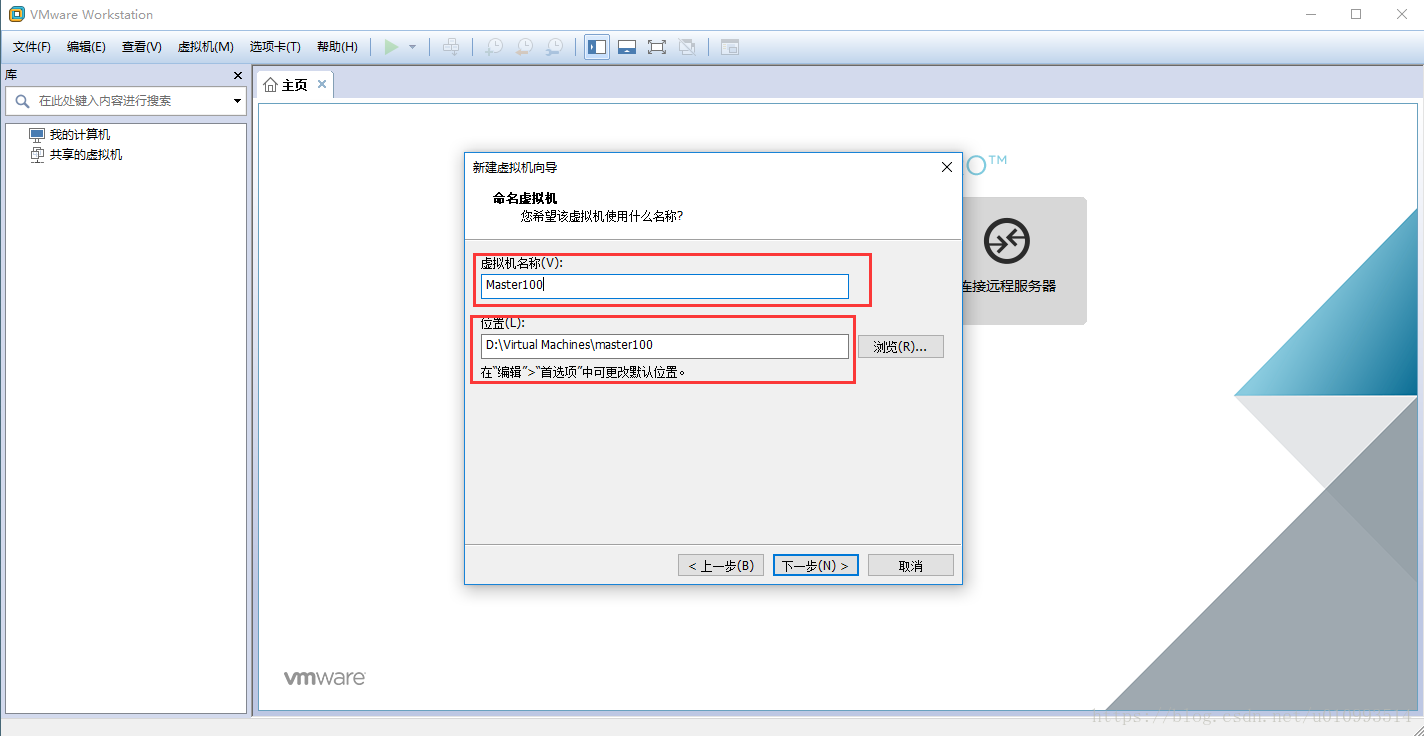 VMware Workstation
文件(F) 编辑(E) 查看(V) 虚拟机(M) 选项卡(T) 帮助(H)
库
在此处键入内容进行搜索
我的计算机
共享的虚拟机
主页
O™
连接远程服务器
新建虚拟机向导
命名虚拟机
您希望该虚拟机使用什么名称?
虚拟机名称(V):
Master100
位置(L):
D:\Virtual Machines\master100
浏览(R)...
在“编辑”>“首选项”中可更改默认位置。
< 上一步(B) 下一步(N) > 取消
vmware
https://blog.csdn.net/u010993514